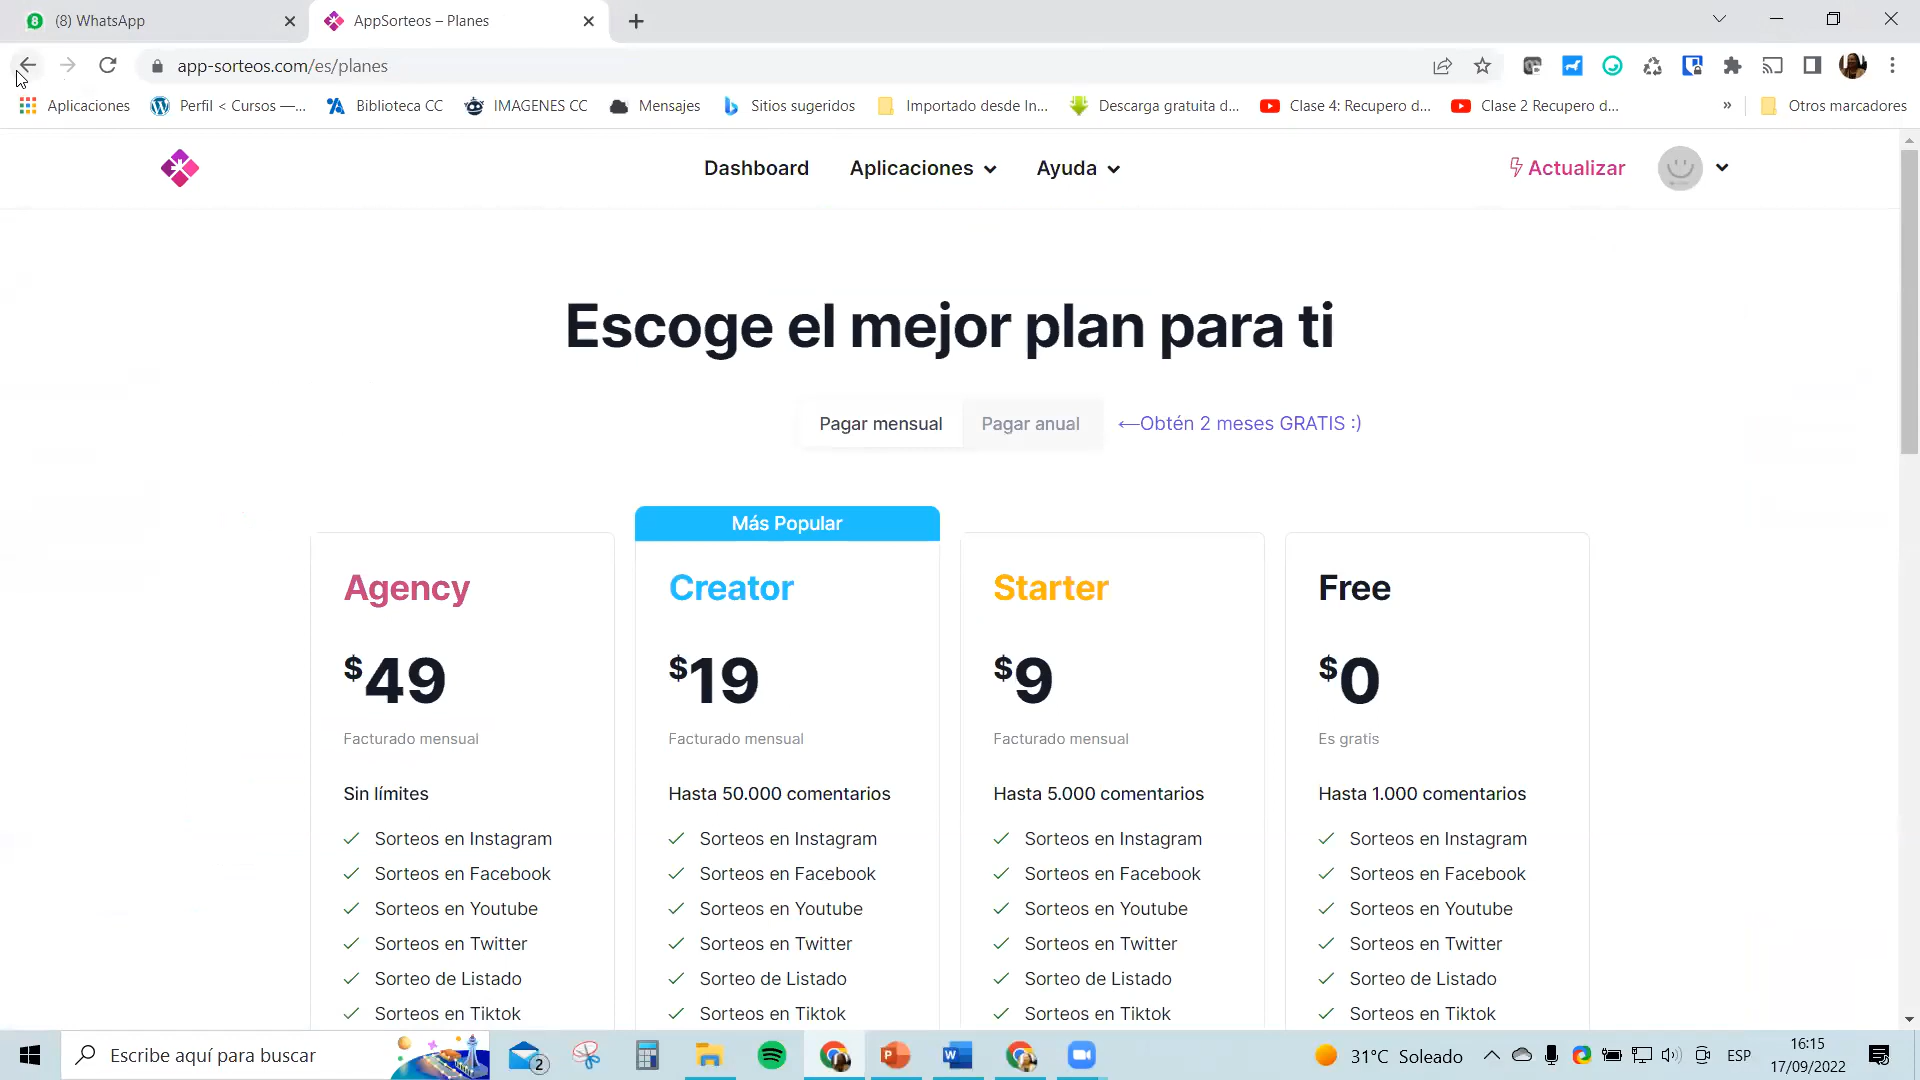 (8) WhatsApp
AppSorteos – Planes
app-sorteos.com/es/planes
Aplicaciones
Perfil < Cursos —...
Biblioteca CC
IMAGENES CC
Mensajes
Sitios sugeridos
Importado desde In...
Descarga gratuita d...
Clase 4: Recupero d...
Clase 2 Recupero d...
»
Otros marcadores
Dashboard
Aplicaciones
Ayuda
Actualizar
Escoge el mejor plan para ti
Pagar mensual
Pagar anual
←Obtén 2 meses GRATIS :)
Más Popular
Agency
$49
Facturado mensual
Sin límites
Sorteos en Instagram
Sorteos en Facebook
Sorteos en Youtube
Sorteos en Twitter
Sorteo de Listado
Sorteos en Tiktok
Creator
$19
Facturado mensual
Hasta 50.000 comentarios
Sorteos en Instagram
Sorteos en Facebook
Sorteos en Youtube
Sorteos en Twitter
Sorteo de Listado
Sorteos en Tiktok
Starter
$9
Facturado mensual
Hasta 5.000 comentarios
Sorteos en Instagram
Sorteos en Facebook
Sorteos en Youtube
Sorteos en Twitter
Sorteo de Listado
Sorteos en Tiktok
Free
$0
Es gratis
Hasta 1.000 comentarios
Sorteos en Instagram
Sorteos en Facebook
Sorteos en Youtube
Sorteos en Twitter
Sorteo de Listado
Sorteos en Tiktok
Escribe aquí para buscar
2
31°C Soleado
ESP
16:15
17/09/2022